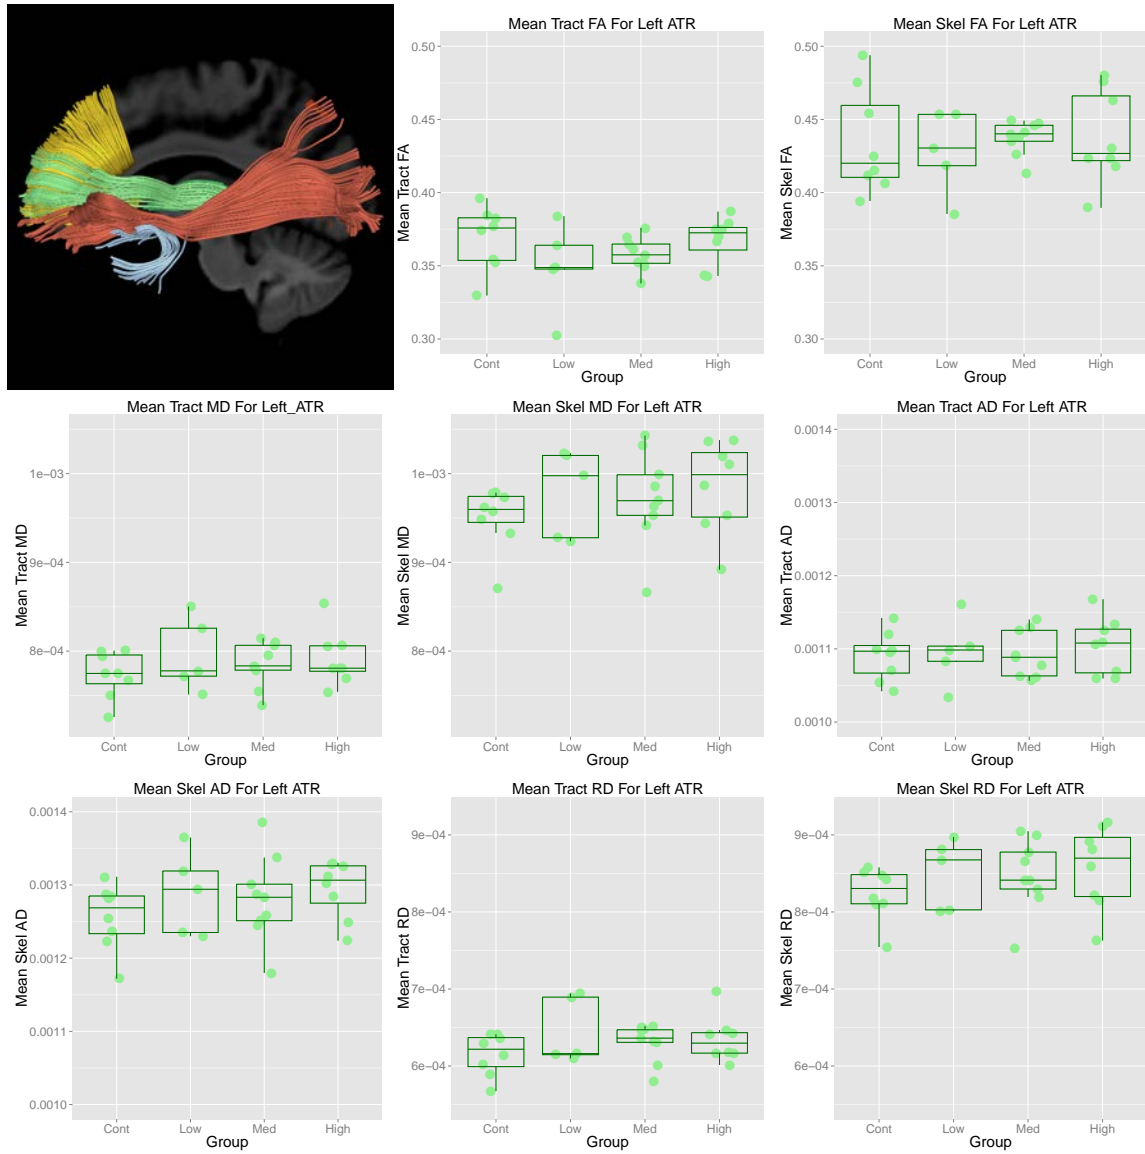 Mean Tract FA For Left ATR
Mean Tract FA
0.50
0.45
0.40
0.35
0.30
Cont Low Med High
Group
Mean Skel FA For Left ATR
Mean Skel FA
0.50
0.45
0.40
0.35
0.30
Cont Low Med High
Group
Mean Tract MD For Left_ATR
Mean Tract MD
1e−03
9e−04
8e−04
Cont Low Med High
Group
Mean Skel MD For Left ATR
Mean Skel MD
1e−03
9e−04
8e−04
Cont Low Med High
Group
Mean Tract AD For Left ATR
Mean Tract AD
0.0014
0.0013
0.0012
0.0011
0.0010
Cont Low Med High
Group
Mean Skel AD For Left ATR
Mean Skel AD
0.0014
0.0013
0.0012
0.0011
0.0010
Cont Low Med High
Group
Mean Tract RD For Left ATR
Mean Tract RD
9e−04
8e−04
7e−04
6e−04
Cont Low Med High
Group
Mean Skel RD For Left ATR
Mean Skel RD
9e−04
8e−04
7e−04
6e−04
Cont Low Med High
Group